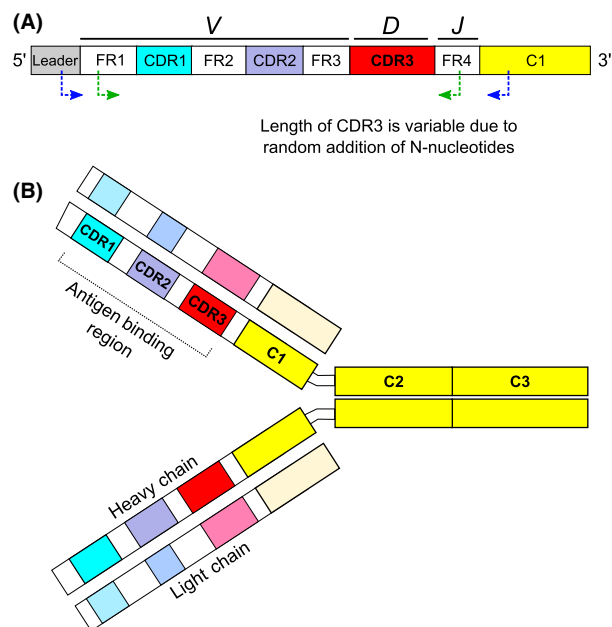 (A)
V D J
5' Leader FR1 CDR1 FR2 CDR2 FR3 CDR3 FR4 C1 3'
Length of CDR3 is variable due to
random addition of N-nucleotides
(B)
CDR1
CDR2
CDR3
C1
Antigen binding
region
C2 C3
Heavy chain
Light chain